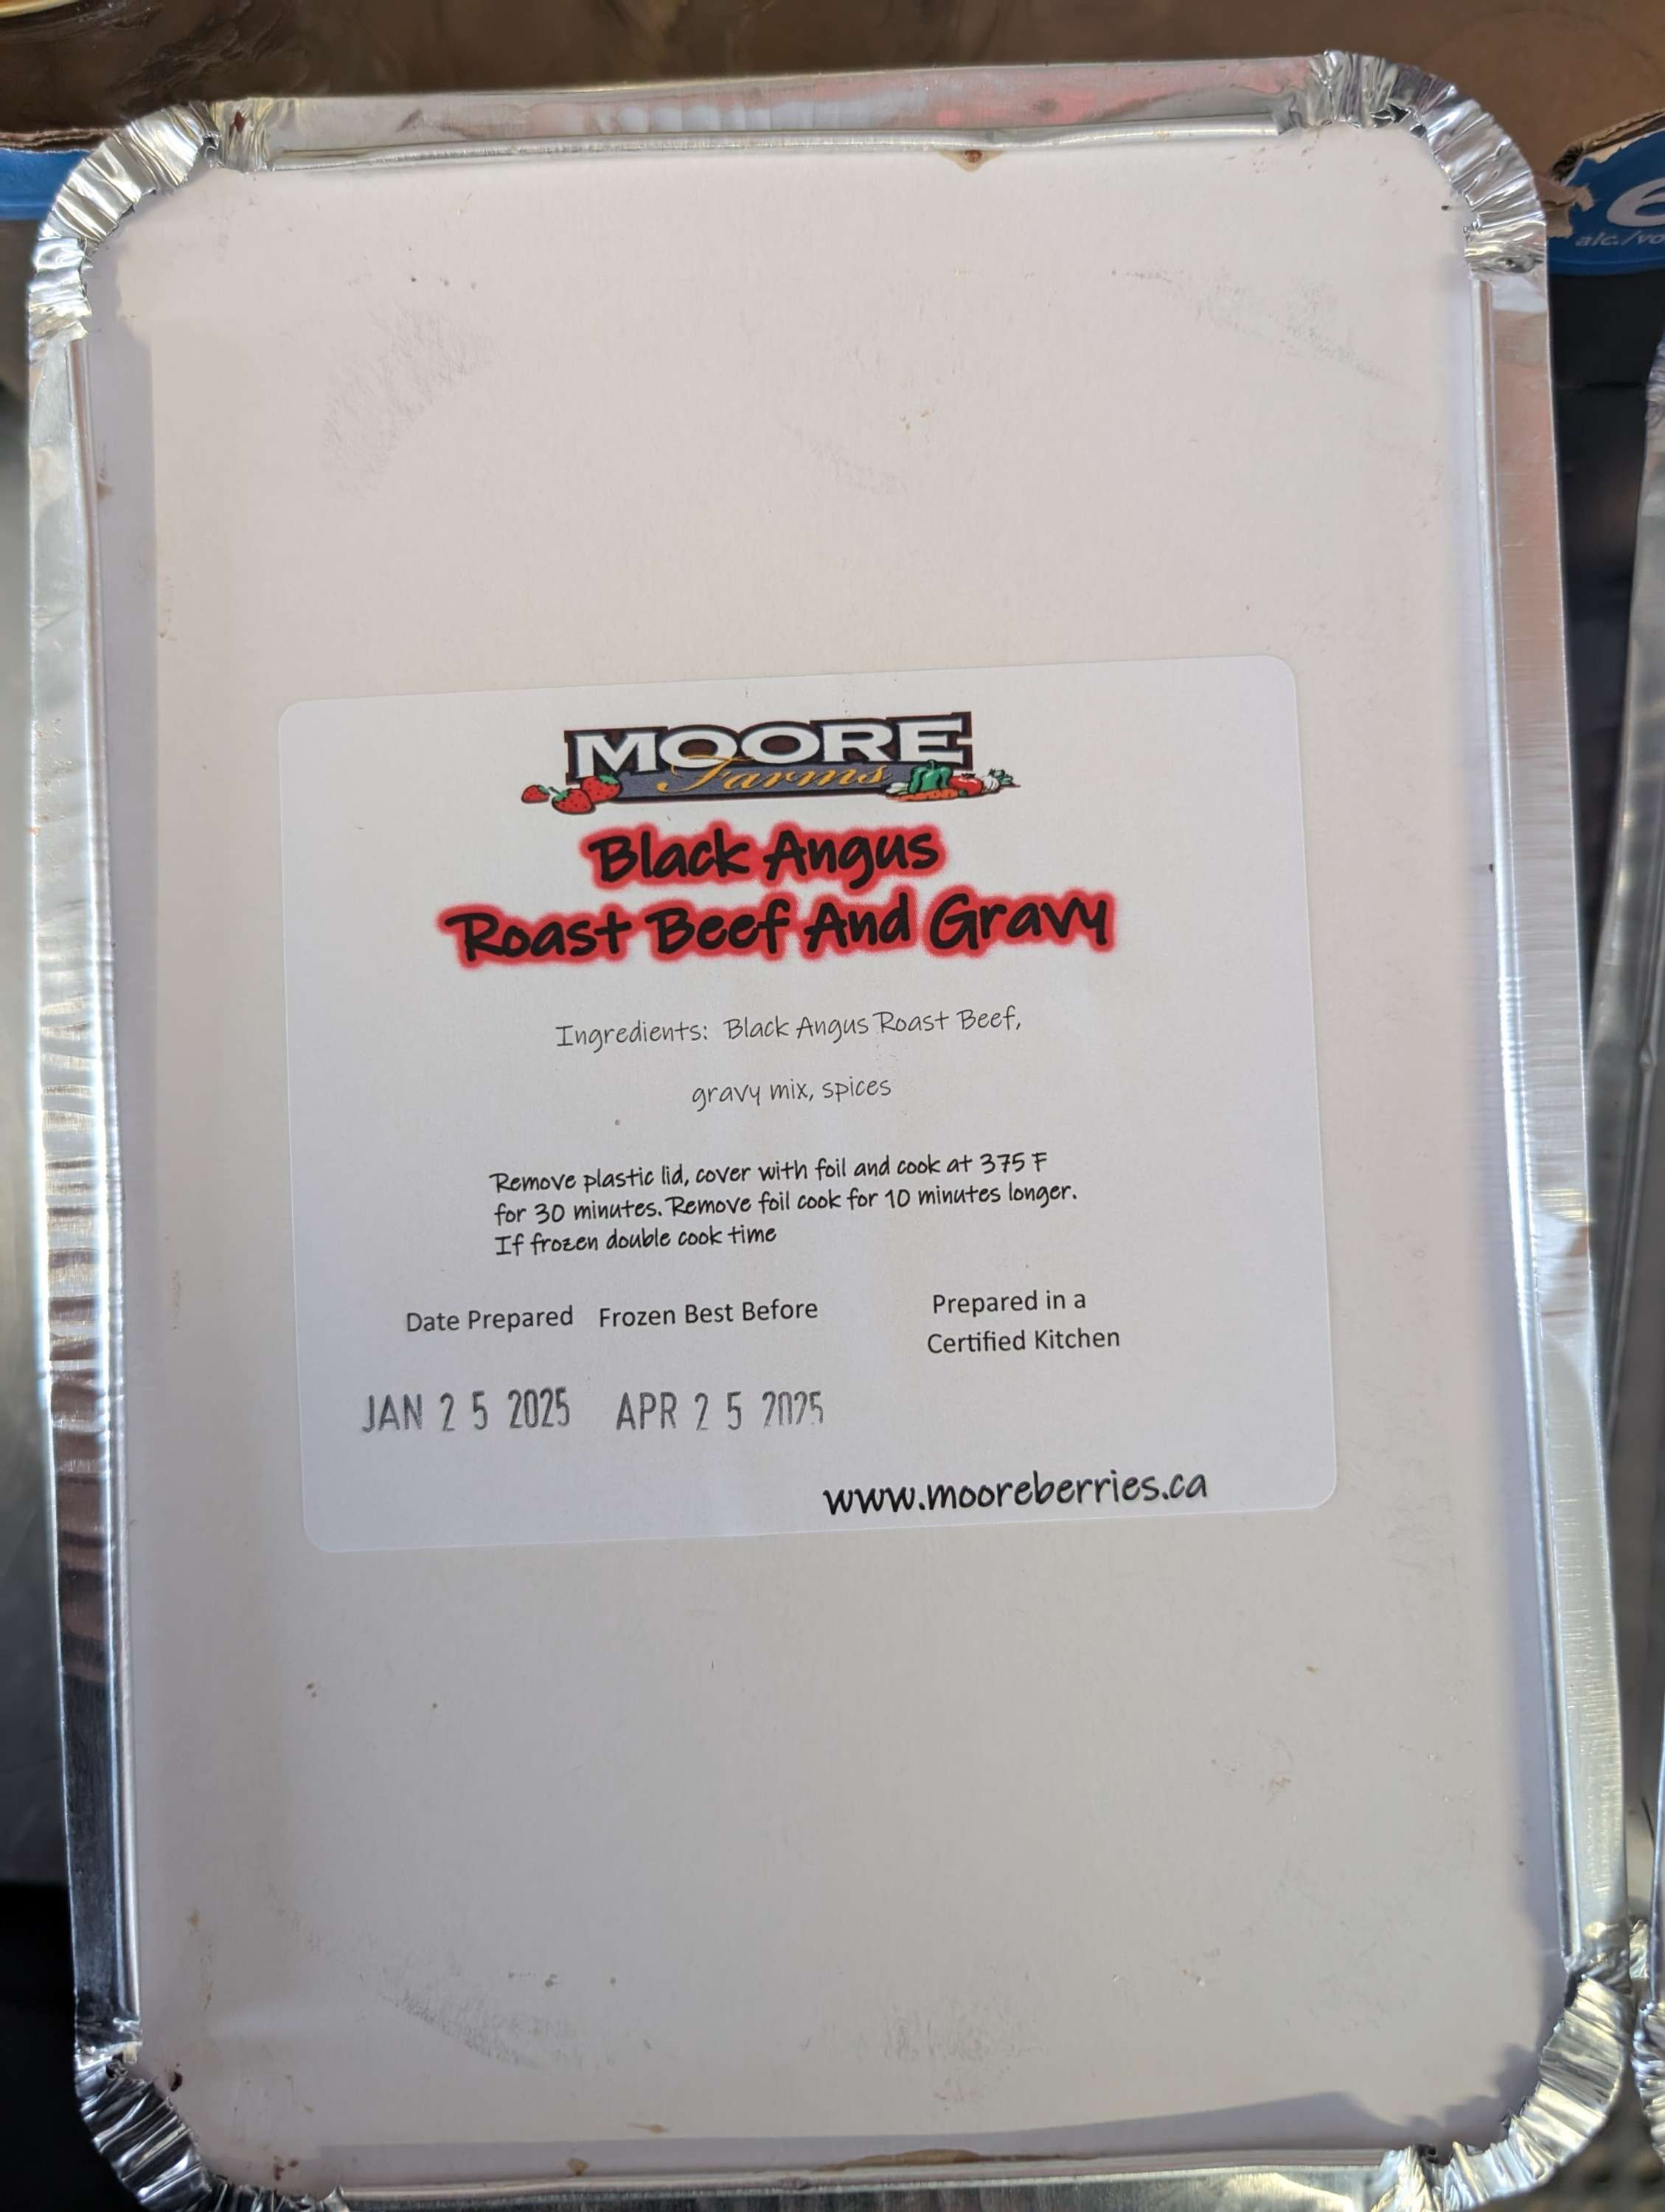 MOORE
Farms
Black Angus
Roast Beef And Gravy
Ingredients: Black Angus Roast Beef,
gravy mix, spices
Remove plastic lid, cover with foil and cook at 375 F
for 30 minutes. Remove foil cook for 10 minutes longer.
If frozen double cook time
Date Prepared Frozen Best Before
Prepared in a
Certified Kitchen
JAN 25 2025 APR 25 2025
www.mooreberries.ca
alc./vo